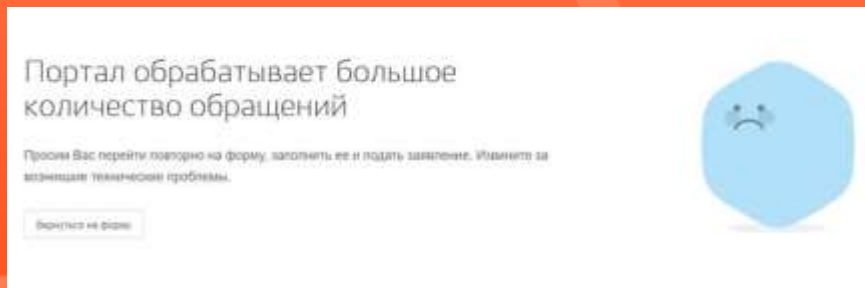 Портал обрабатывает большое
количество обращений
Просим Вас перейти повторно на форму, заполнить ее и подать заявление. Извините за
возникшие технические проблемы.
Вернуться на форму